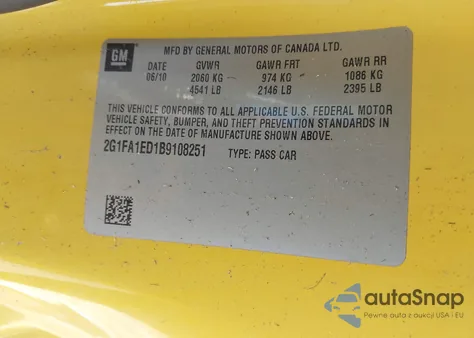 GM
MFD BY GENERAL MOTORS OF CANADA LTD.
DATE GVWR GAWR FRT GAWR RR
06/10 2060 KG 974 KG 1086 KG
4541 LB 2146 LB 2395 LB
THIS VEHICLE CONFORMS TO ALL APPLICABLE U.S. FEDERAL MOTOR
VEHICLE SAFETY, BUMPER, AND THEFT PREVENTION STANDARDS IN
EFFECT ON THE DATE OF MANUFACTURE SHOWN ABOVE.
2G1FA1ED1B9108251 TYPE: PASS CAR
autoSnap
Pewne auta z aukcji USA i EU